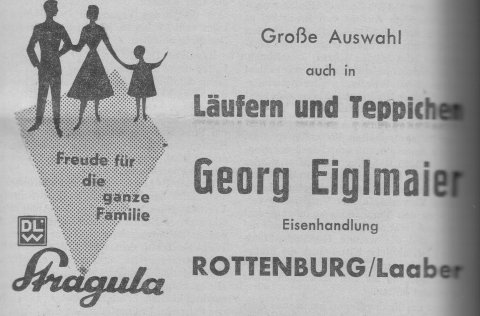 Freude für
die
ganze
Familie
DLW
Stragula
Große Auswahl
auch in
Läufern und Teppichen
Georg Eiglmaier
Eisenhandlung
ROTTENBURG/Laaber